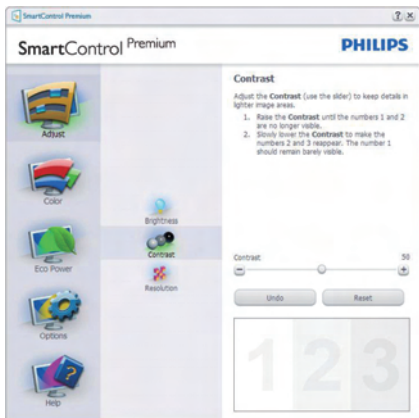 SmartControl Premium
SmartControl Premium
PHILIPS
Adjust
Color
Eco Power
Options
Help
Brightness
Contrast
Resolution
Contrast
Adjust the Contrast (use the slider) to keep details in
lighter image areas.
1. Raise the Contrast until the numbers 1 and 2
are no longer visible.
2. Slowly lower the Contrast to make the
numbers 2 and 3 reappear. The number 1
should remain barely visible.
Contrast 50
Undo Reset
1 2 3